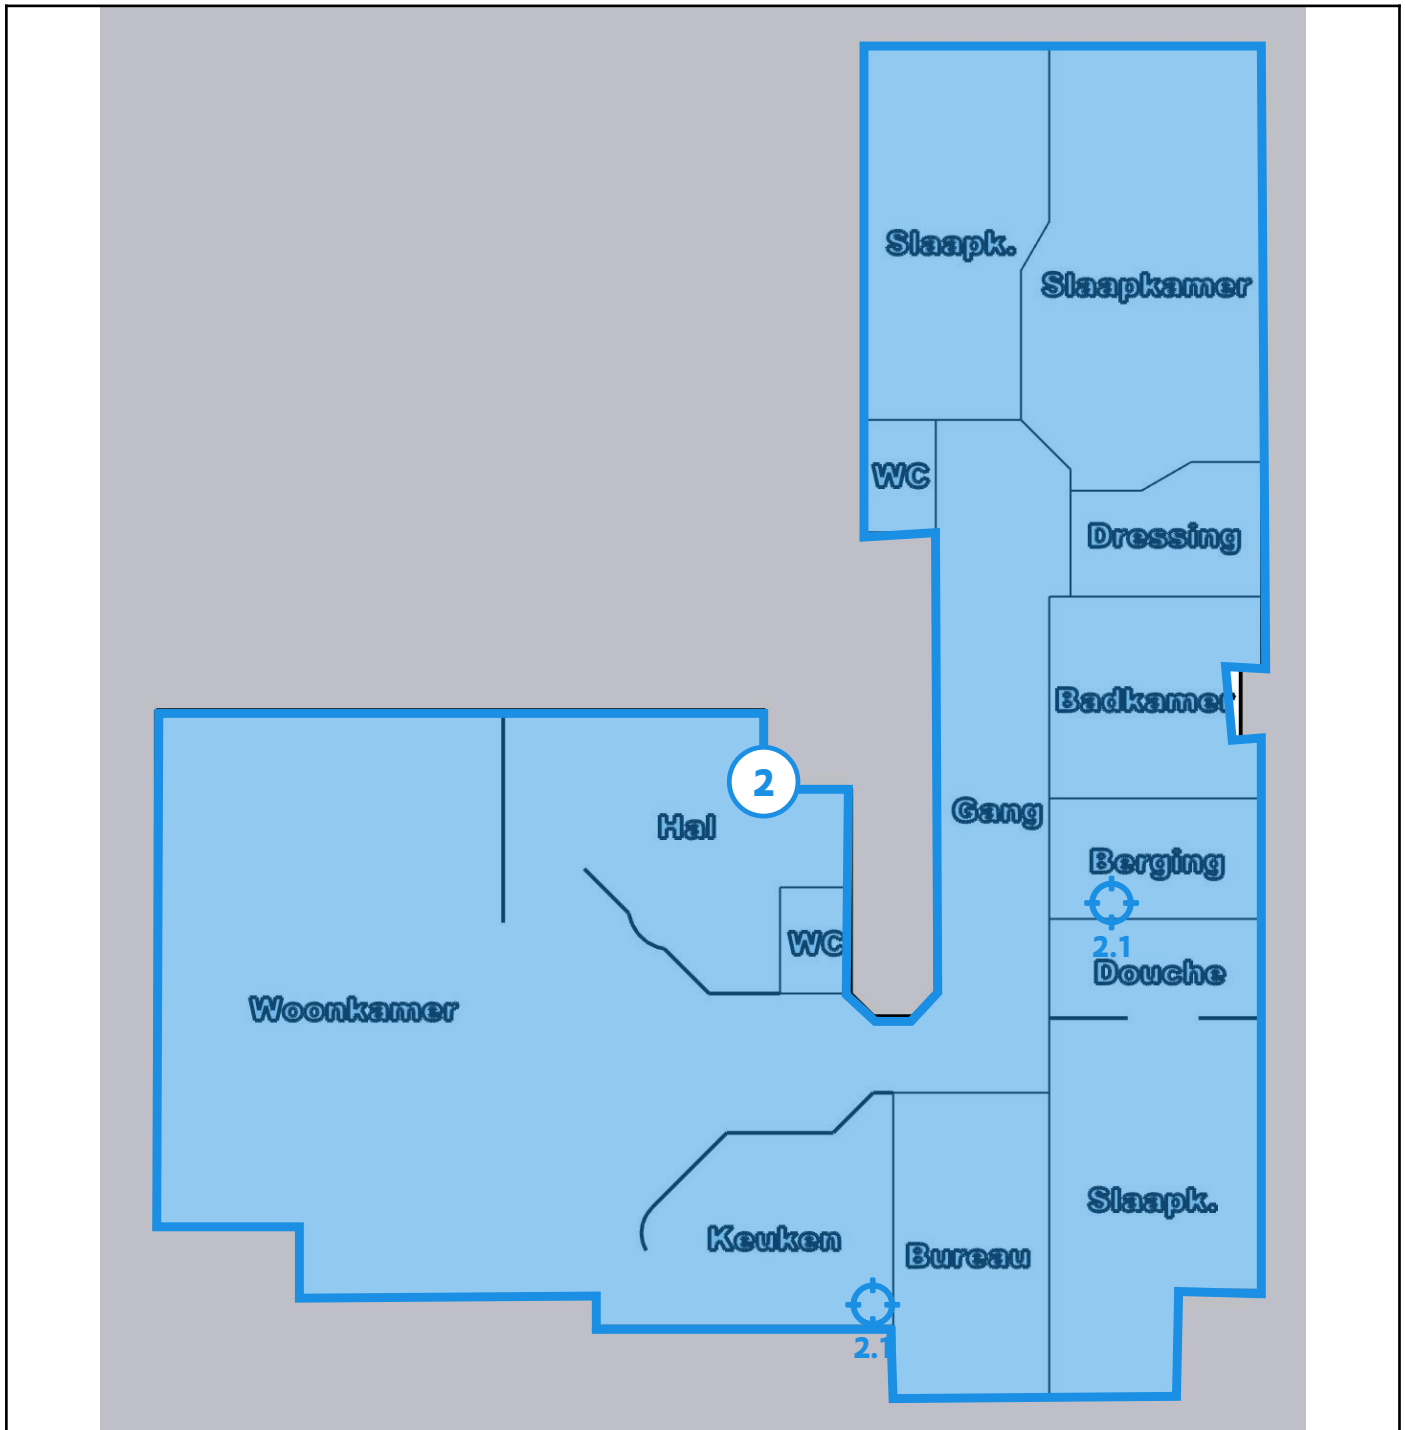 Slaapk.
Slaapkamer
WC
Dressing
Badkamer
2
Hal
Gang
Berging
2.1
WC
Douche
Woonkamer
Slaapk.
Keuken
Bureau
2.1